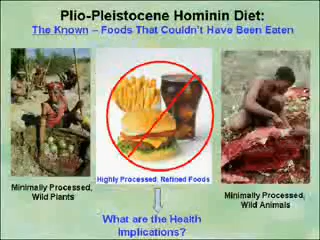 Plio-Pleistocene Hominin Diet:
The Known – Foods That Couldn't Have Been Eaten
Highly Processed, Refined Foods
Minimally Processed,
Wild Plants
Minimally Processed,
Wild Animals
What are the Health
Implications?